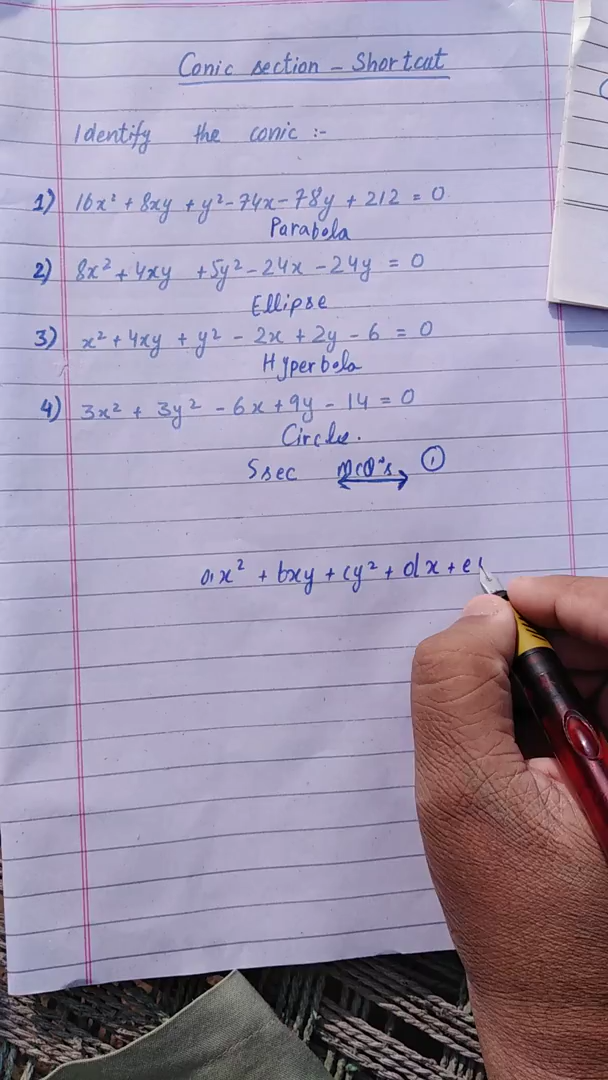 Conic section - Shortcut
Identify the conic :-
1) 16x² + 8xy + y² - 74x - 78y + 212 = 0
Parabola
2) 8x² + 4xy + 5y² - 24x - 24y = 0
Ellipse
3) x² + 4xy + y² - 2x + 2y - 6 = 0
Hyperbola
4) 3x² + 3y² - 6x + 9y - 14 = 0
Circle.
5sec MCQ's ①
ax² + bxy + cy² + dx + e